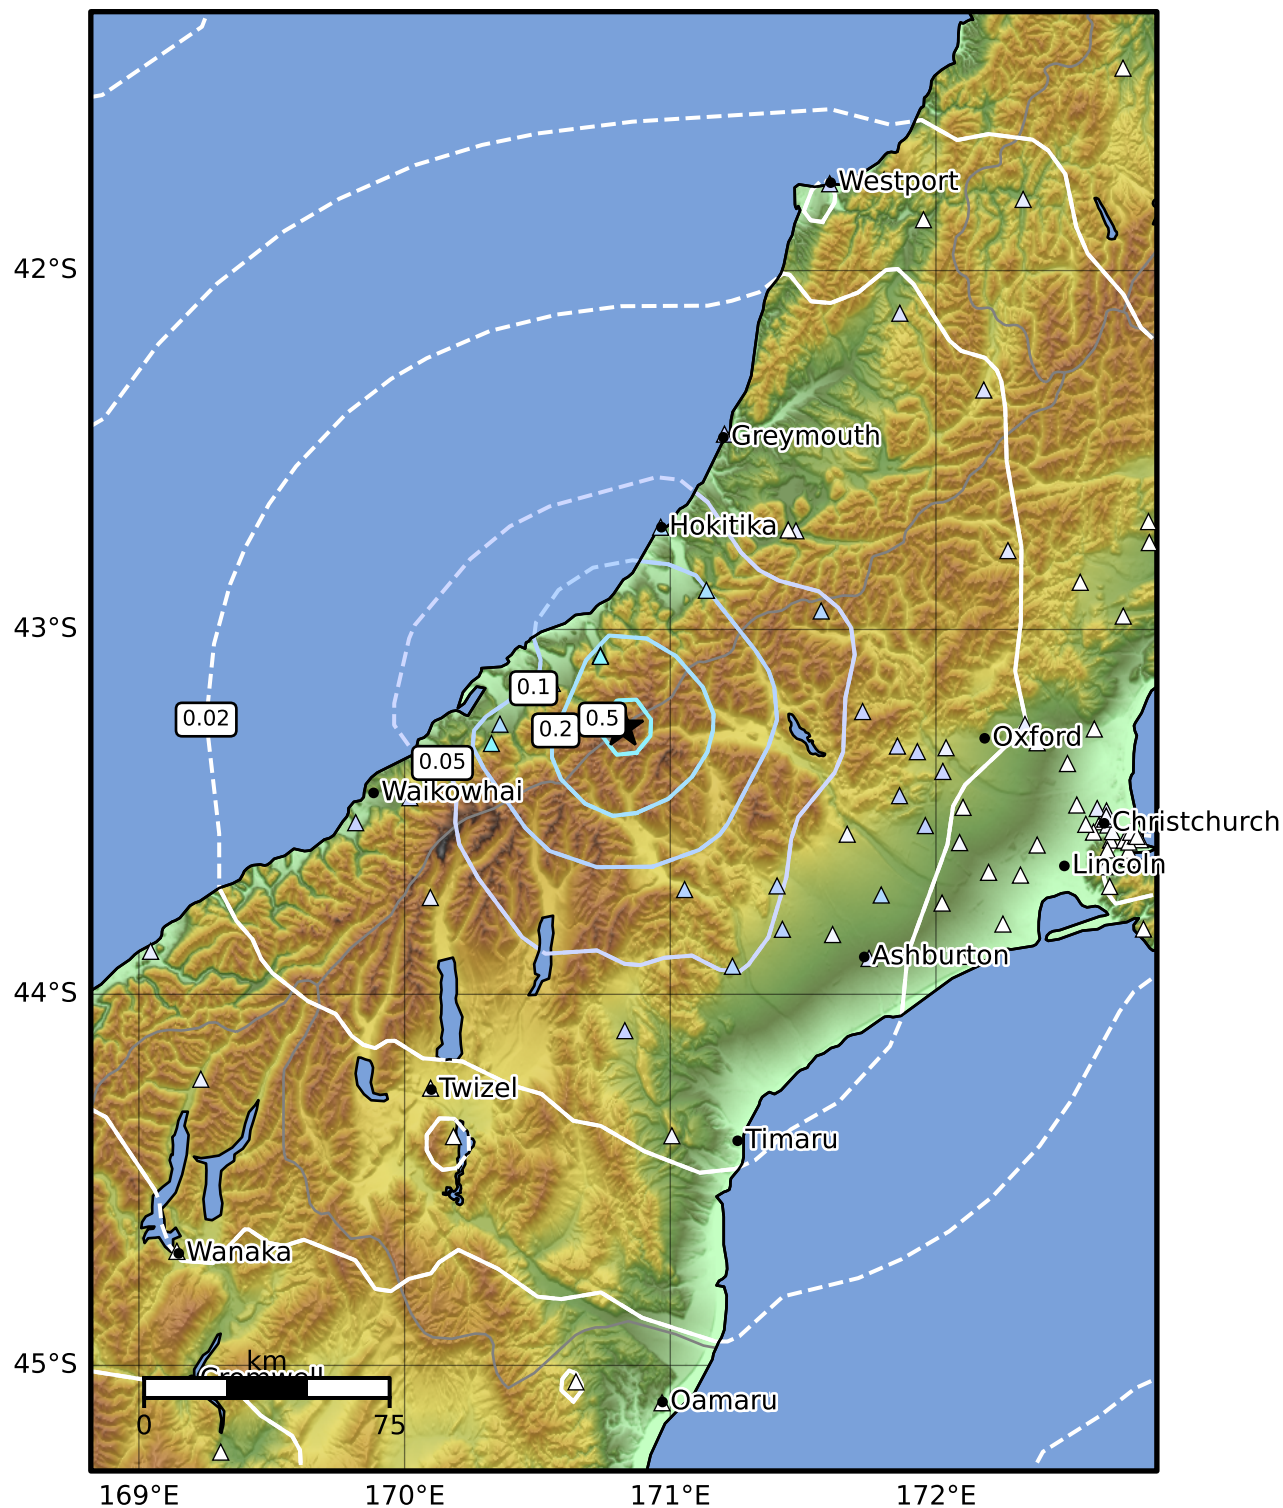 Westport
42°S
Greymouth
Hokitika
43°S
0.1
0.02
0.2
0.5
Oxford
0.05
Waikowhai
Christchurch
Lincoln
Ashburton
44°S
Twizel
Timaru
Wanaka
45°S
km
Cromwell
0
75
Oamaru
169°E
170°E
171°E
172°E